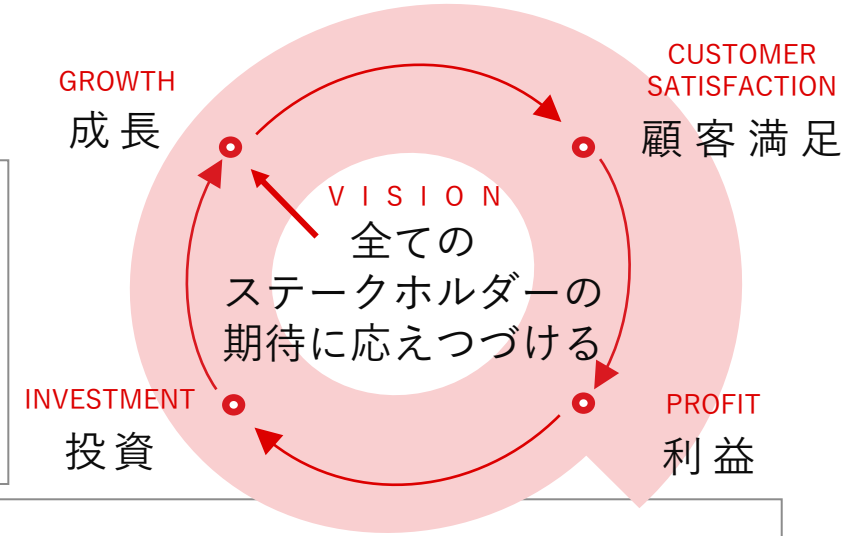 GROWTH
成長
CUSTOMER
SATISFACTION
顧客満足
VISION
全ての
ステークホルダーの
期待に応えつづける
INVESTMENT
投資
PROFIT
利益